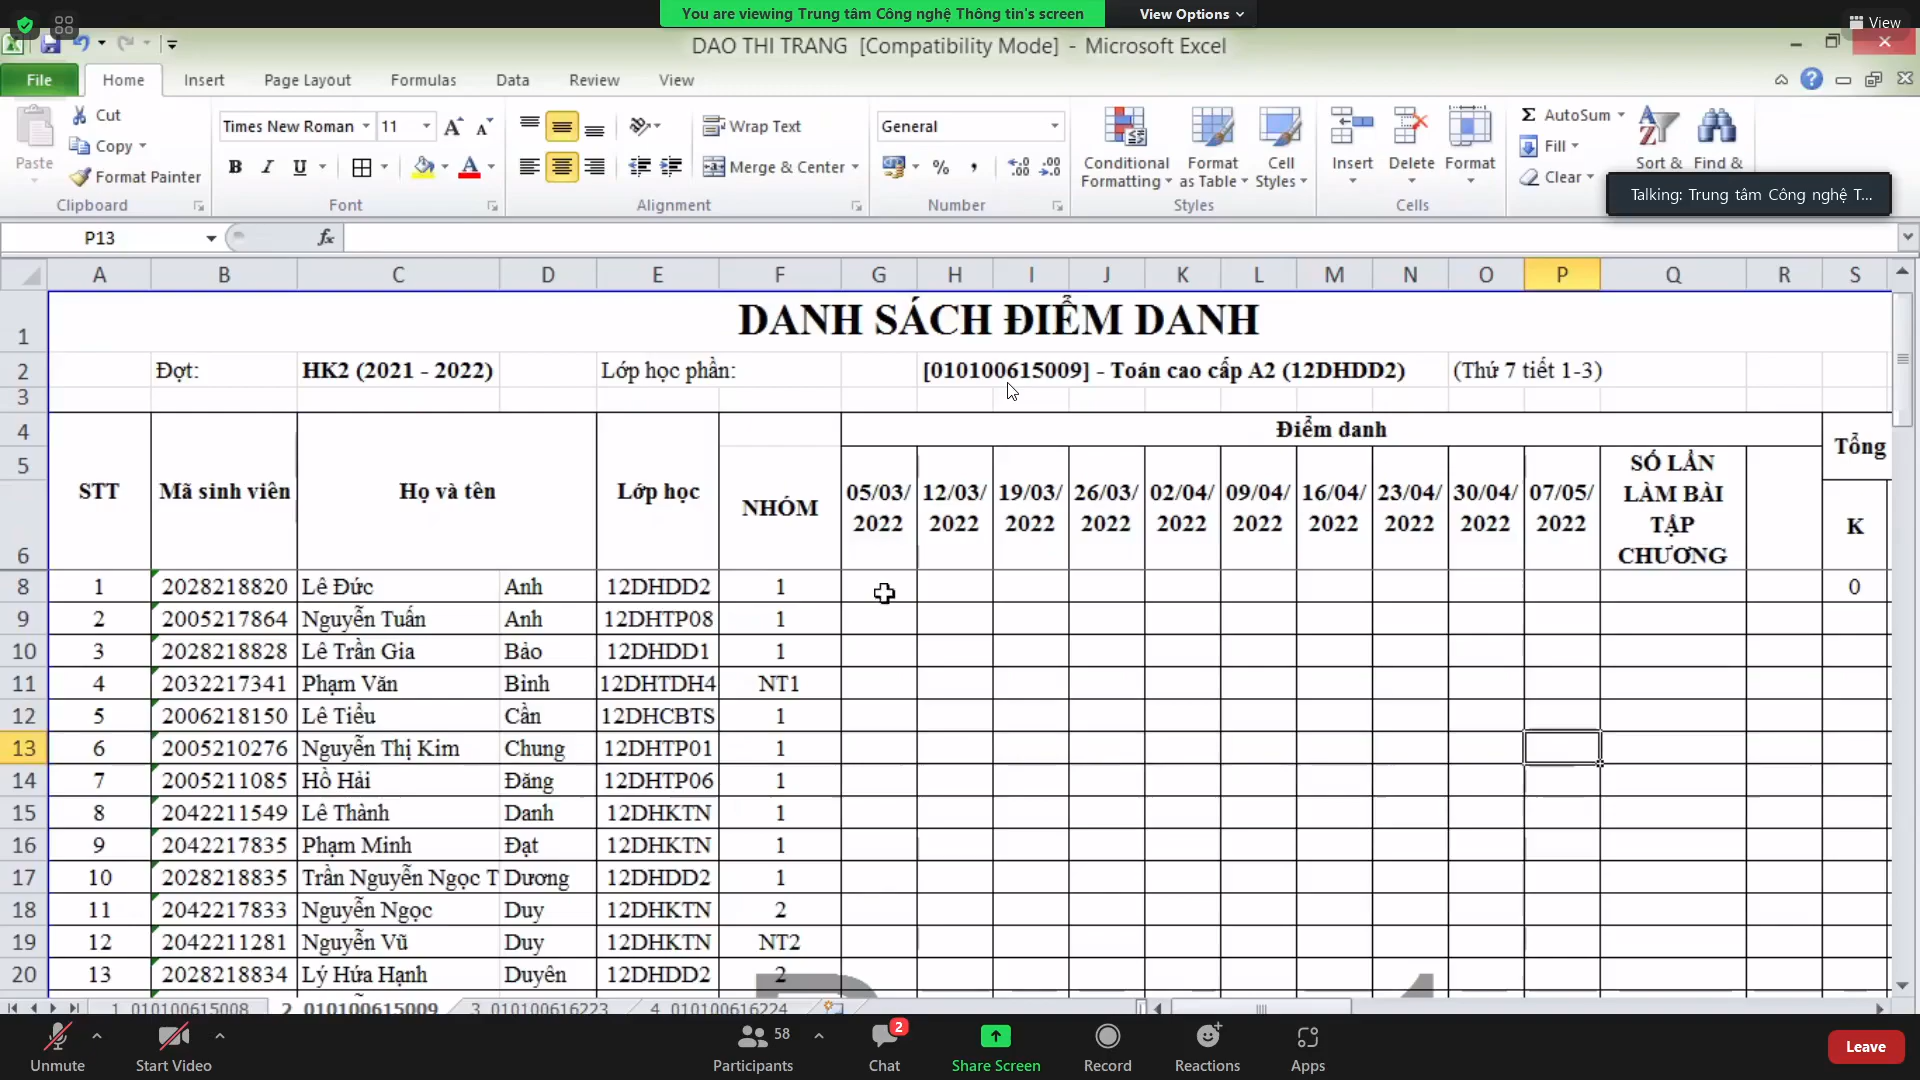 You are viewing Trung tâm Công nghệ Thông tin's screen View Options
View
DAO THI TRANG [Compatibility Mode] - Microsoft Excel
File Home Insert Page Layout Formulas Data Review View
Cut
Copy
Format Painter
Paste
Clipboard
Times New Roman 11
B I U
Font
Wrap Text
Merge & Center
Alignment
General
% ,
Number
Conditional Formatting
Format as Table
Cell Styles
Styles
Insert Delete Format
Cells
Σ AutoSum
Fill
Clear
Sort &
Find &
Talking: Trung tâm Công nghệ T...
P13 fx
A B C D E F G H I J K L M N O P Q R S
1 DANH SÁCH ĐIỂM DANH
2 Đợt: HK2 (2021 - 2022) Lớp học phần: [010100615009] - Toán cao cấp A2 (12DHDD2) (Thứ 7 tiết 1-3)
3
4 Điểm danh Tổng
5
6 STT Mã sinh viên Họ và tên Lớp học NHÓM 05/03/2022 12/03/2022 19/03/2022 26/03/2022 02/04/2022 09/04/2022 16/04/2022 23/04/2022 30/04/2022 07/05/2022 SỐ LẦN LÀM BÀI TẬP CHƯƠNG K
8 1 2028218820 Lê Đức Anh 12DHDD2 1 0
9 2 2005217864 Nguyễn Tuấn Anh 12DHTP08 1
10 3 2028218828 Lê Trần Gia Bảo 12DHDD1 1
11 4 2032217341 Phạm Văn Bình 12DHTDH4 NT1
12 5 2006218150 Lê Tiểu Cần 12DHCBTS 1
13 6 2005210276 Nguyễn Thị Kim Chung 12DHTP01 1
14 7 2005211085 Hồ Hải Đăng 12DHTP06 1
15 8 2042211549 Lê Thành Danh 12DHKTN 1
16 9 2042217835 Phạm Minh Đạt 12DHKTN 1
17 10 2028218835 Trần Nguyễn Ngọc T Dương 12DHDD2 1
18 11 2042217833 Nguyễn Ngọc Duy 12DHKTN 2
19 12 2042211281 Nguyễn Vũ Duy 12DHKTN NT2
20 13 2028218834 Lý Hứa Hạnh Duyên 12DHDD2 2
1_010100615008 2_010100615009 3_010100616223 4_010100616224
Unmute
Start Video
Participants 58
Chat 2
Share Screen
Record
Reactions
Apps
Leave